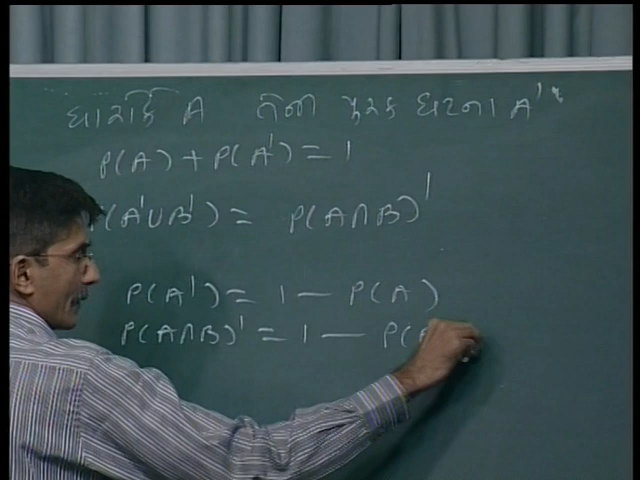 ધારોકે A તેની પૂરક ઘટના A'
P(A) + P(A') = 1
P(A'∪B') = P(A∩B)'
P(A') = 1 – P(A)
P(A∩B)' = 1 – P(A